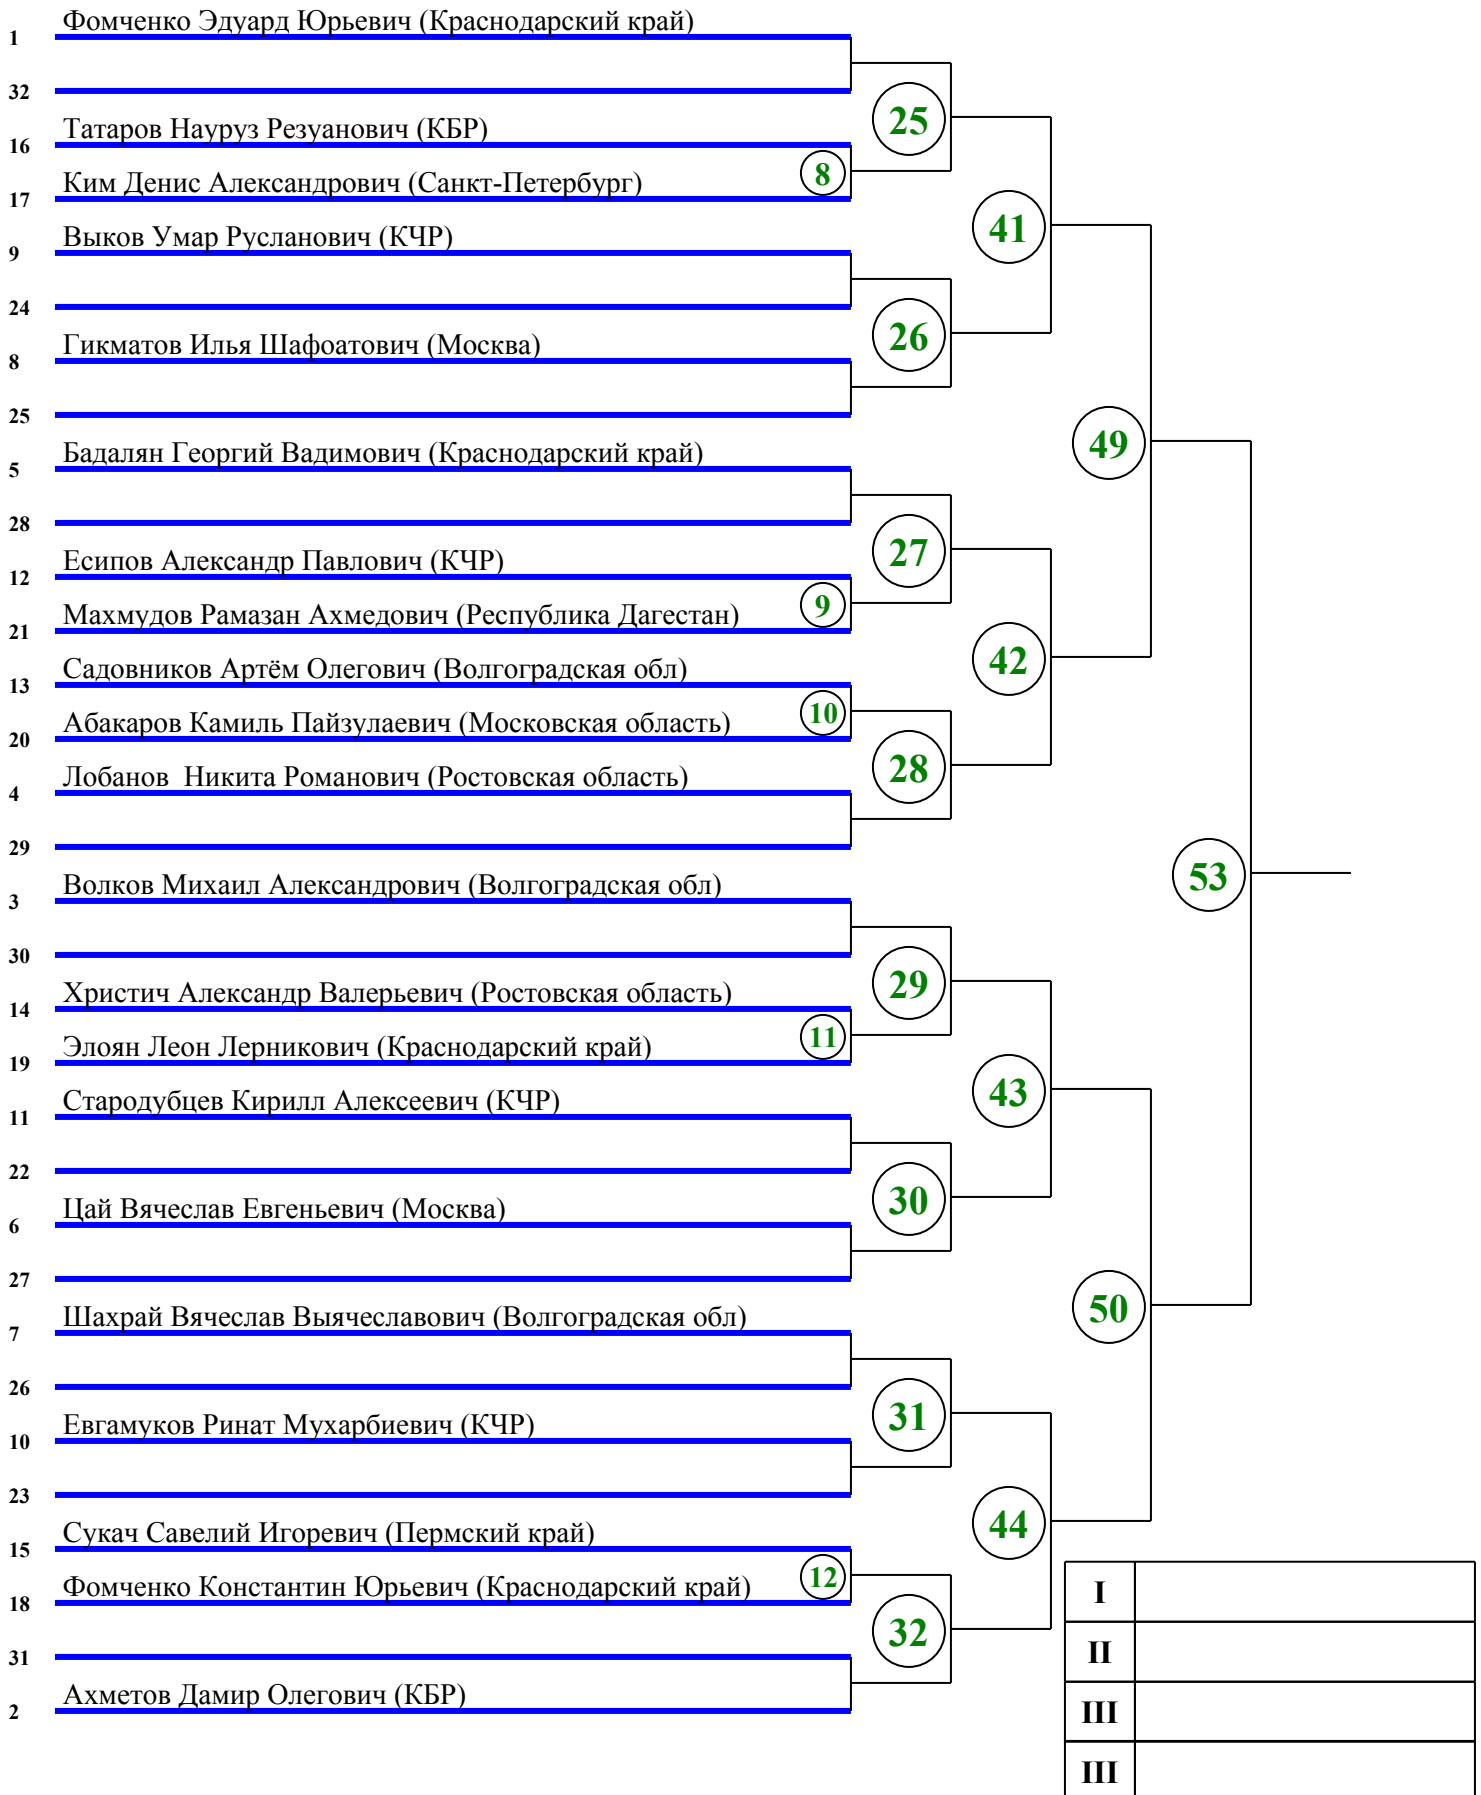 Фомченко Эдуард Юрьевич (Краснодарский край)
1
32
25
Татаров Науруз Резуанович (КБР)
16
8
Ким Денис Александрович (Санкт-Петербург)
17
41
Выков Умар Русланович (КЧР)
9
24
26
Гикматов Илья Шафоатович (Москва)
8
25
49
Бадалян Георгий Вадимович (Краснодарский край)
5
28
27
Есипов Александр Павлович (КЧР)
12
9
Махмудов Рамазан Ахмедович (Республика Дагестан)
21
42
Садовников Артём Олегович (Волгоградская обл)
13
10
Абакаров Камиль Пайзулаевич (Московская область)
20
28
Лобанов  Никита Романович (Ростовская область)
4
29
53
Волков Михаил Александрович (Волгоградская обл)
3
30
29
Христич Александр Валерьевич (Ростовская область)
14
11
Элоян Леон Лерникович (Краснодарский край)
19
43
Стародубцев Кирилл Алексеевич (КЧР)
11
22
30
Цай Вячеслав Евгеньевич (Москва)
6
27
50
Шахрай Вячеслав Выячеславович (Волгоградская обл)
7
26
31
Евгамуков Ринат Мухарбиевич (КЧР)
10
23
44
Сукач Савелий Игоревич (Пермский край)
15
12
Фомченко Константин Юрьевич (Краснодарский край)
18
32
31
Ахметов Дамир Олегович (КБР)
2
I
II
III
III